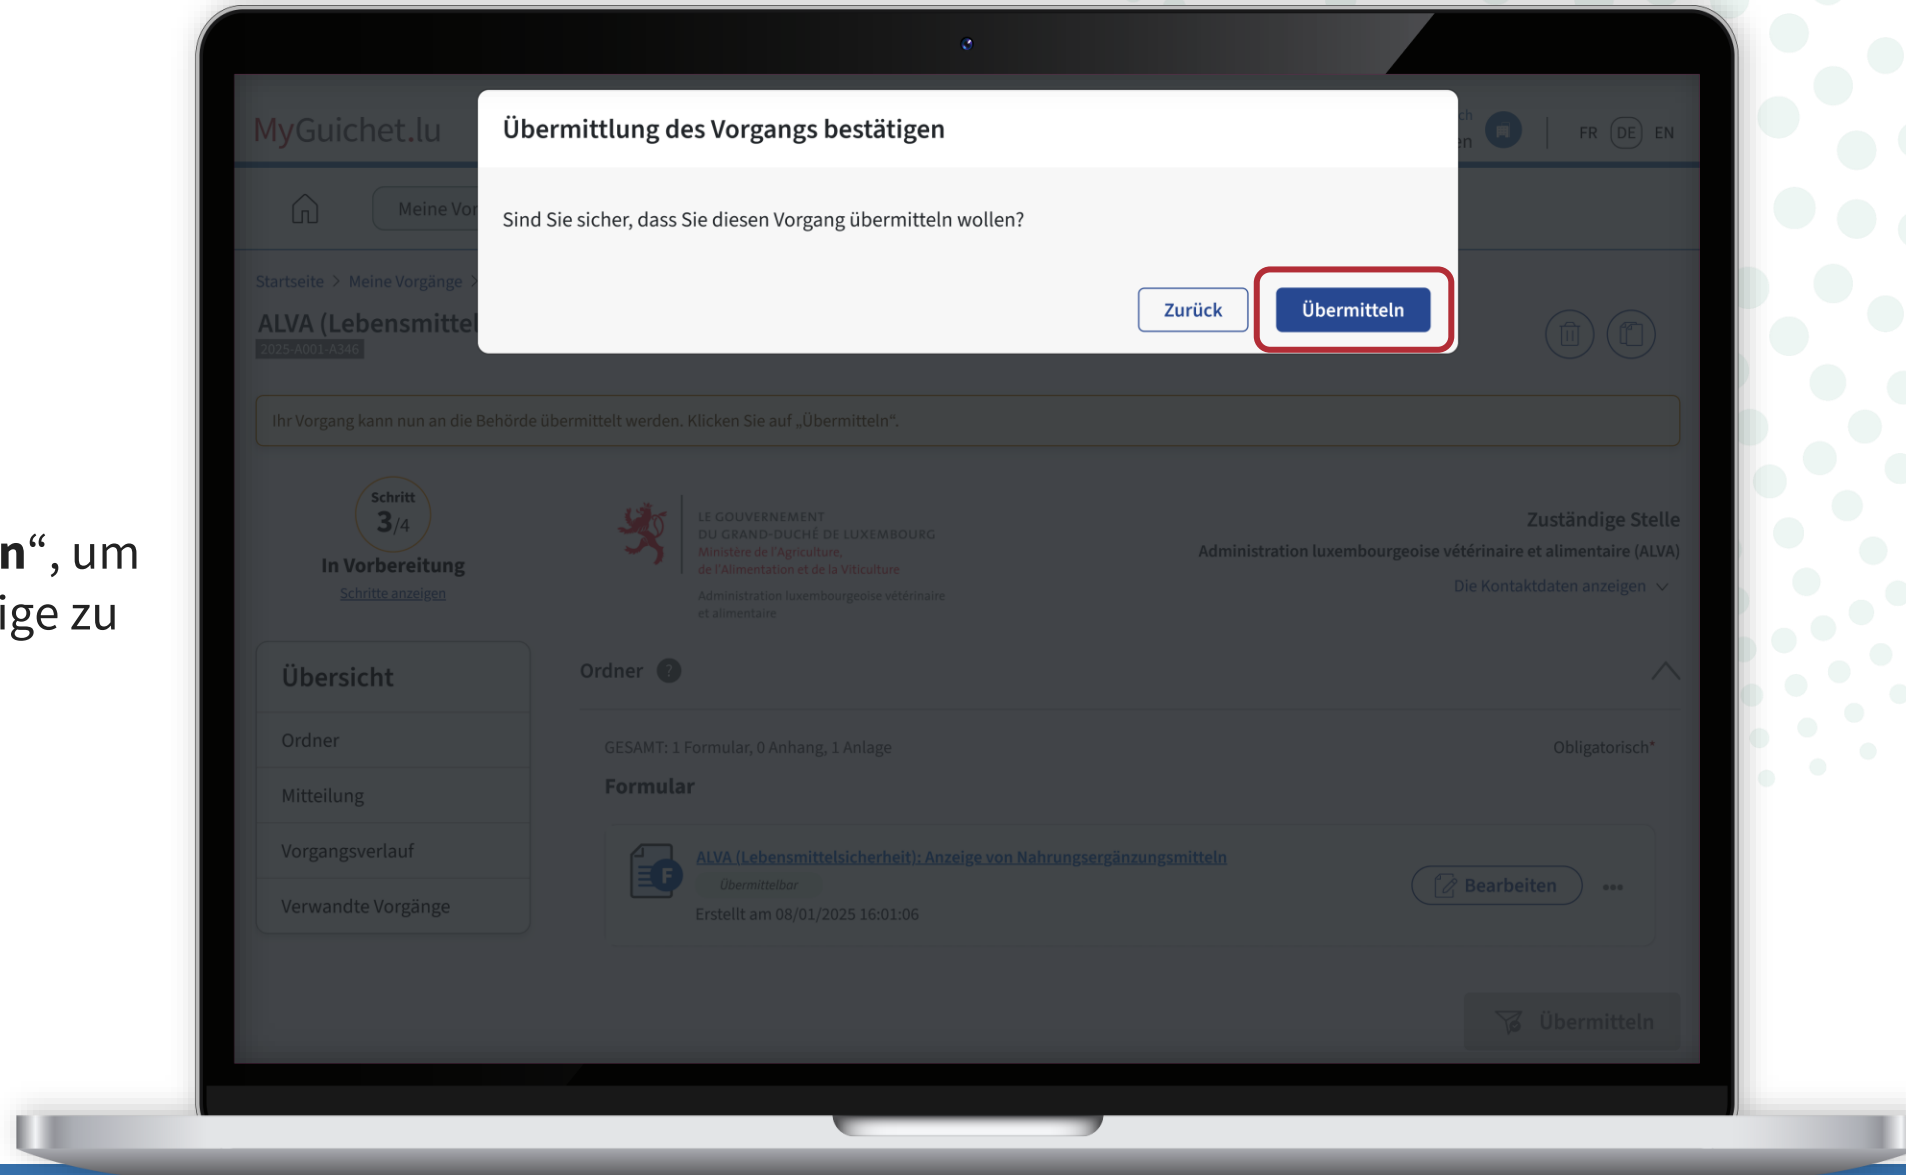 n“, um
ige zu
MyGuichet.lu
ch
en
FR DE EN
Übermittlung des Vorgangs bestätigen
Sind Sie sicher, dass Sie diesen Vorgang übermitteln wollen?
Zurück
Übermitteln
Meine Vor
Startseite > Meine Vorgänge >
ALVA (Lebensmittel
2025-A001-A346
Ihr Vorgang kann nun an die Behörde übermittelt werden. Klicken Sie auf „Übermitteln“.
Schritt
3/4
In Vorbereitung
Schritte anzeigen
LE GOUVERNEMENT
DU GRAND-DUCHÉ DE LUXEMBOURG
Ministère de l'Agriculture,
de l'Alimentation et de la Viticulture
Administration luxembourgeoise vétérinaire
et alimentaire
Zuständige Stelle
Administration luxembourgeoise vétérinaire et alimentaire (ALVA)
Die Kontaktdaten anzeigen
Übersicht
Ordner
Mitteilung
Vorgangsverlauf
Verwandte Vorgänge
Ordner ?
GESAMT: 1 Formular, 0 Anhang, 1 Anlage
Obligatorisch*
Formular
F
ALVA (Lebensmittelsicherheit): Anzeige von Nahrungsergänzungsmitteln
Übermittelbar
Erstellt am 08/01/2025 16:01:06
Bearbeiten
Übermitteln